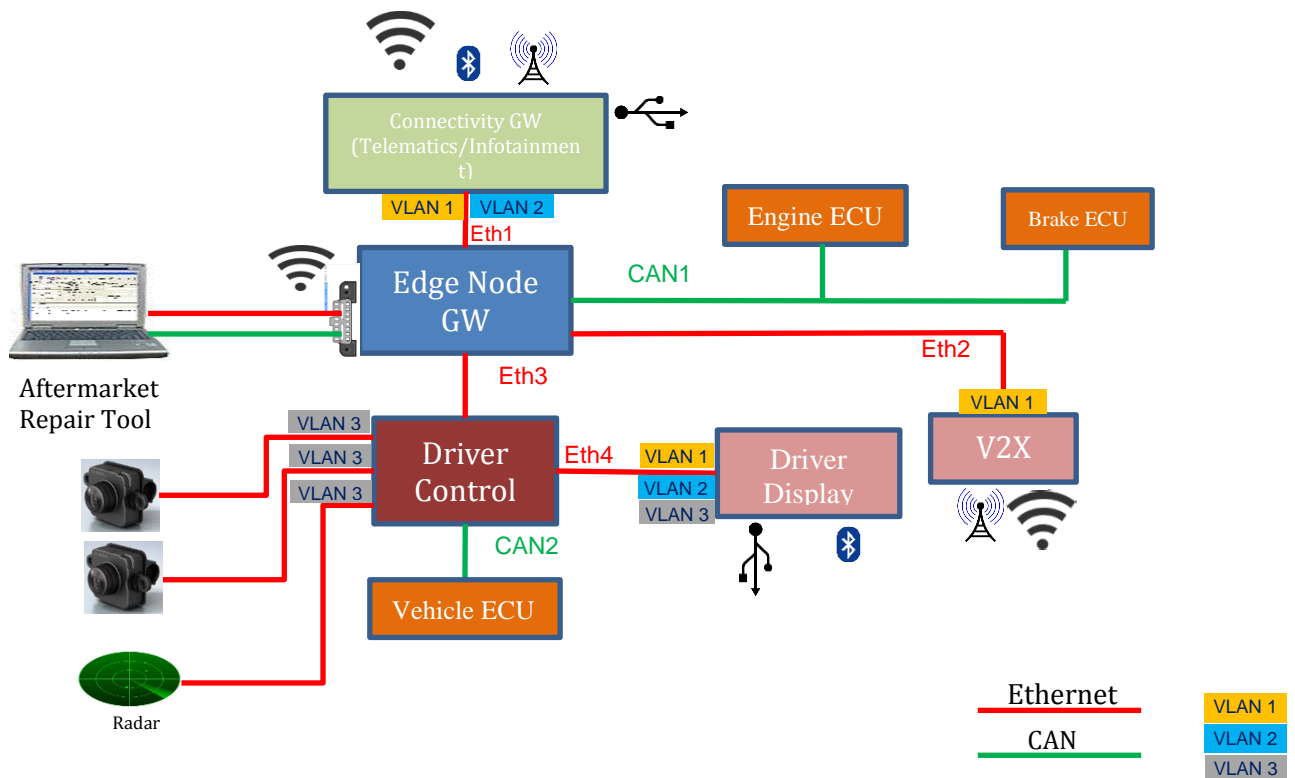 Connectivity GW
(Telematics/Infotainmen
t)
VLAN 1
VLAN 2
Eth1
Engine ECU
Brake ECU
CAN1
Edge Node
GW
Eth2
Eth3
Aftermarket
Repair Tool
VLAN 1
V2X
VLAN 3
VLAN 3
VLAN 3
Driver
Control
Eth4
VLAN 1
VLAN 2
VLAN 3
Driver
Display
CAN2
Vehicle ECU
Radar
Ethernet
CAN
VLAN 1
VLAN 2
VLAN 3